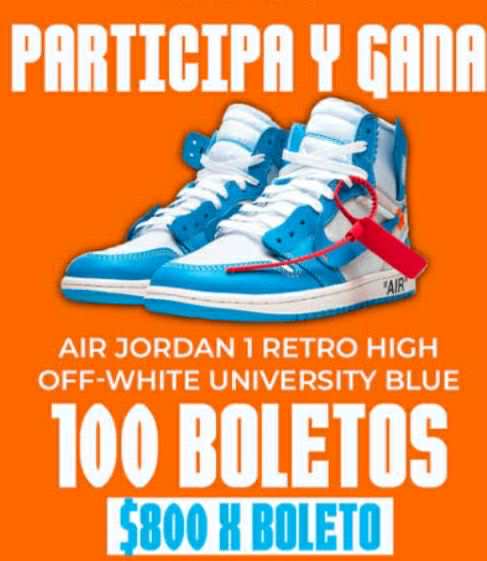 PARTICIPA Y GANA
"AIR"
AIR JORDAN 1 RETRO HIGH
OFF-WHITE UNIVERSITY BLUE
100 BOLETOS
$800 X BOLETO